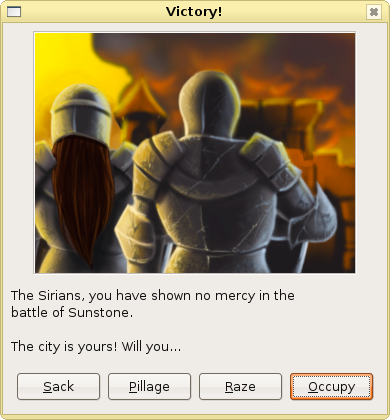 Victory!
The Sirians, you have shown no mercy in the
battle of Sunstone.
The city is yours! Will you...
Sack Pillage Raze Occupy